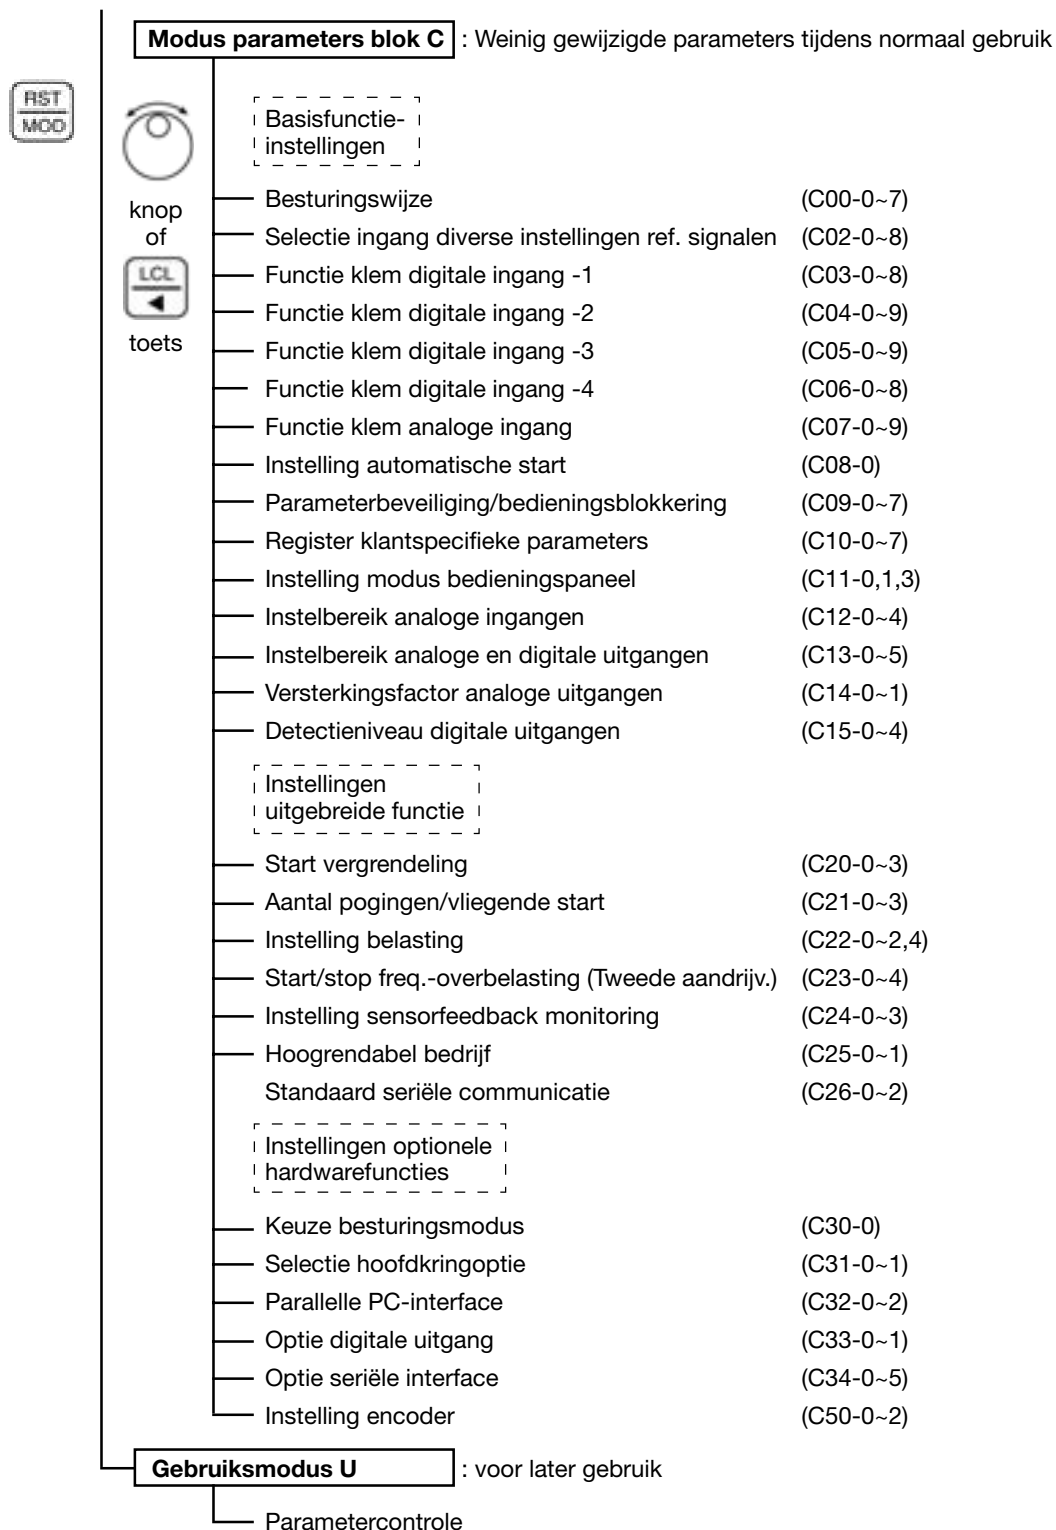 Modus parameters blok C : Weinig gewijzigde parameters tijdens normaal gebruik
RST
MOD
knop
of
LCL
◄
toets
Basisfunctie-
instellingen
Besturingswijze (C00-0~7)
Selectie ingang diverse instellingen ref. signalen (C02-0~8)
Functie klem digitale ingang -1 (C03-0~8)
Functie klem digitale ingang -2 (C04-0~9)
Functie klem digitale ingang -3 (C05-0~9)
Functie klem digitale ingang -4 (C06-0~8)
Functie klem analoge ingang (C07-0~9)
Instelling automatische start (C08-0)
Parameterbeveiliging/bedieningsblokkering (C09-0~7)
Register klantspecifieke parameters (C10-0~7)
Instelling modus bedieningspaneel (C11-0,1,3)
Instelbereik analoge ingangen (C12-0~4)
Instelbereik analoge en digitale uitgangen (C13-0~5)
Versterkingsfactor analoge uitgangen (C14-0~1)
Detectieniveau digitale uitgangen (C15-0~4)
Instellingen
uitgebreide functie
Start vergrendeling (C20-0~3)
Aantal pogingen/vliegende start (C21-0~3)
Instelling belasting (C22-0~2,4)
Start/stop freq.-overbelasting (Tweede aandrijv.) (C23-0~4)
Instelling sensorfeedback monitoring (C24-0~3)
Hoogrendabel bedrijf (C25-0~1)
Standaard seriële communicatie (C26-0~2)
Instellingen optionele
hardwarefuncties
Keuze besturingsmodus (C30-0)
Selectie hoofdkringoptie (C31-0~1)
Parallelle PC-interface (C32-0~2)
Optie digitale uitgang (C33-0~1)
Optie seriële interface (C34-0~5)
Instelling encoder (C50-0~2)
Gebruiksmodus U : voor later gebruik
Parametercontrole